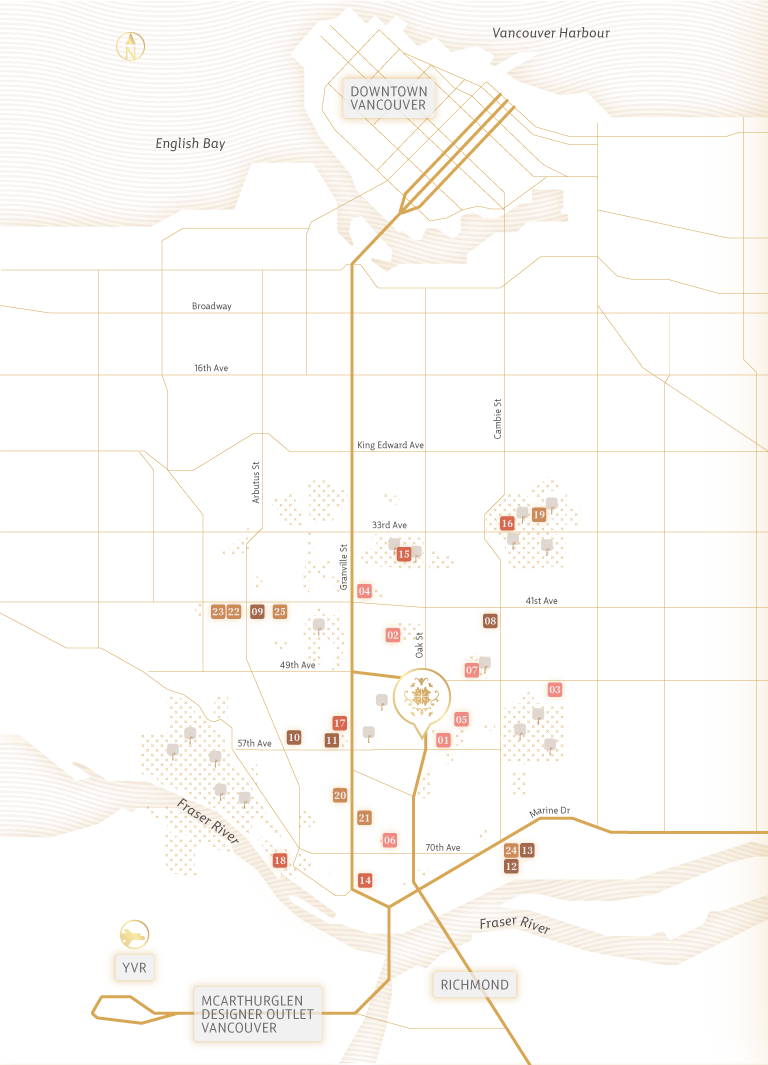 Vancouver Harbour
N
DOWNTOWN
VANCOUVER
English Bay
Broadway
16th Ave
Cambie St
King Edward Ave
Arbutus St
33rd Ave
16
19
Granville St
15
04
41st Ave
23
22
09
25
08
02
Oak St
49th Ave
07
03
17
05
10
11
01
57th Ave
20
21
Fraser River
Marine Dr
06
70th Ave
24
13
18
12
14
Fraser River
YVR
RICHMOND
MCARTHURGLEN
DESIGNER OUTLET
VANCOUVER